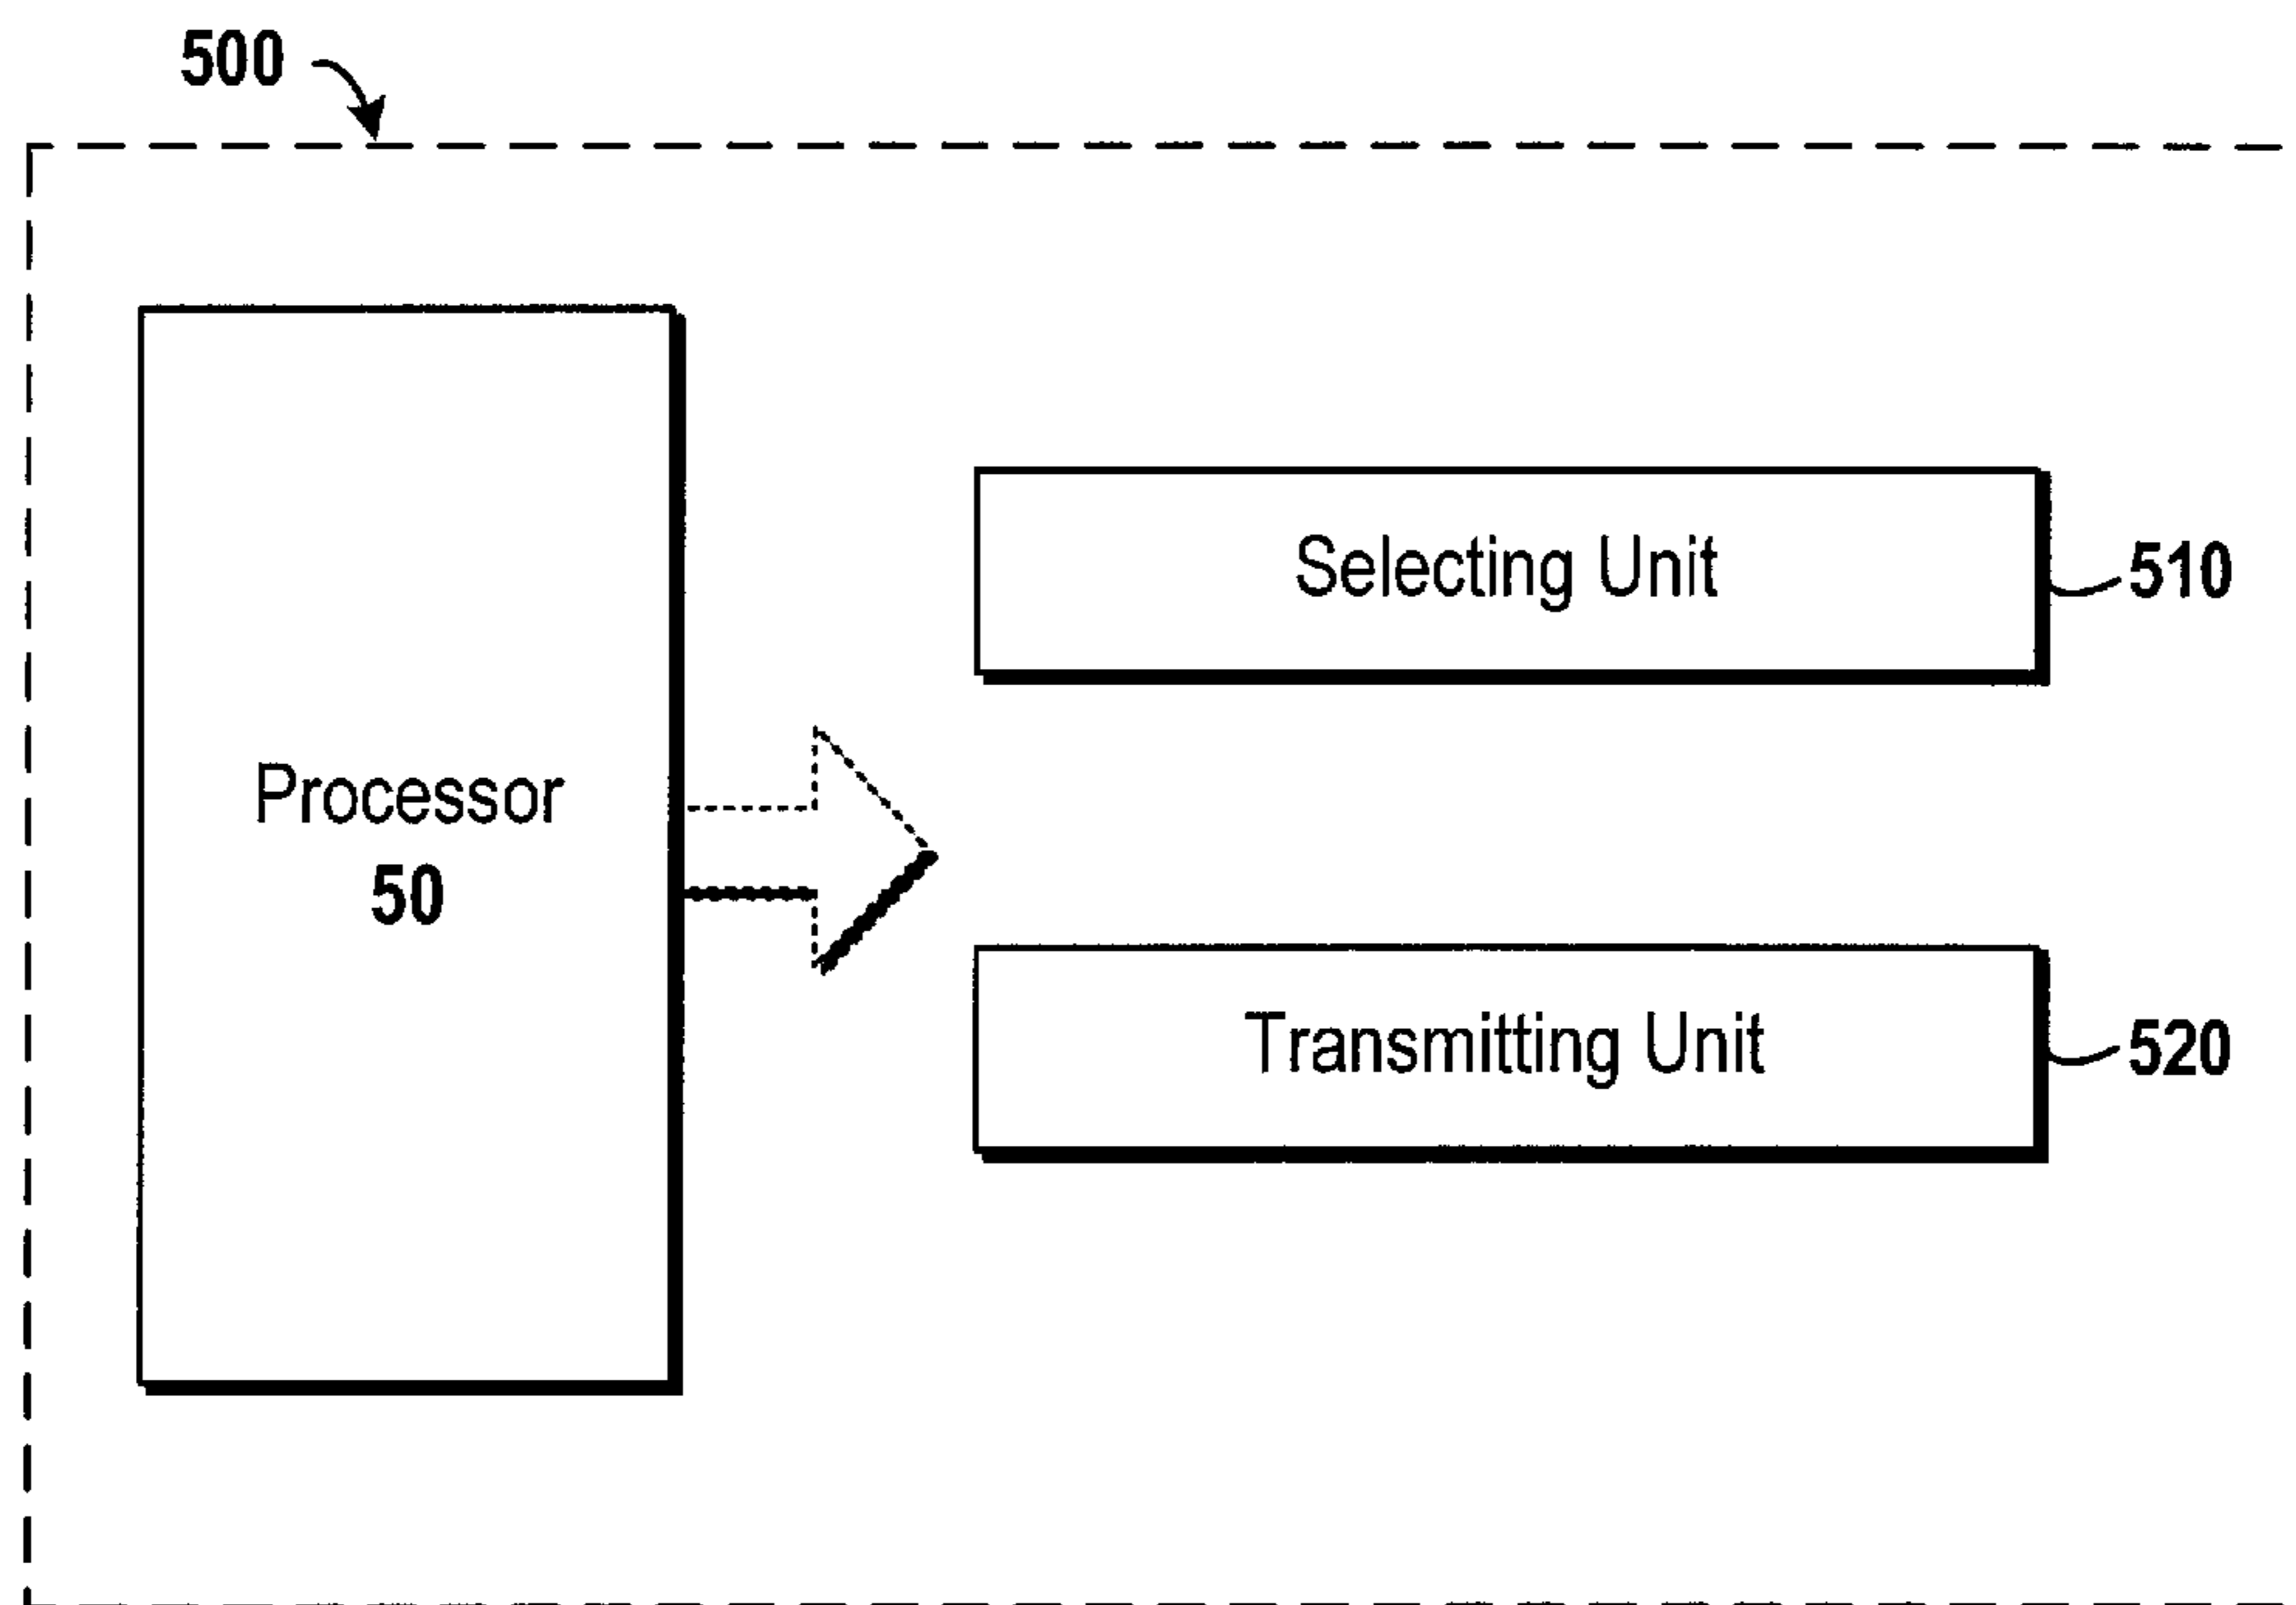 500
Selecting Unit
510
Processor
50
Transmitting Unit
520